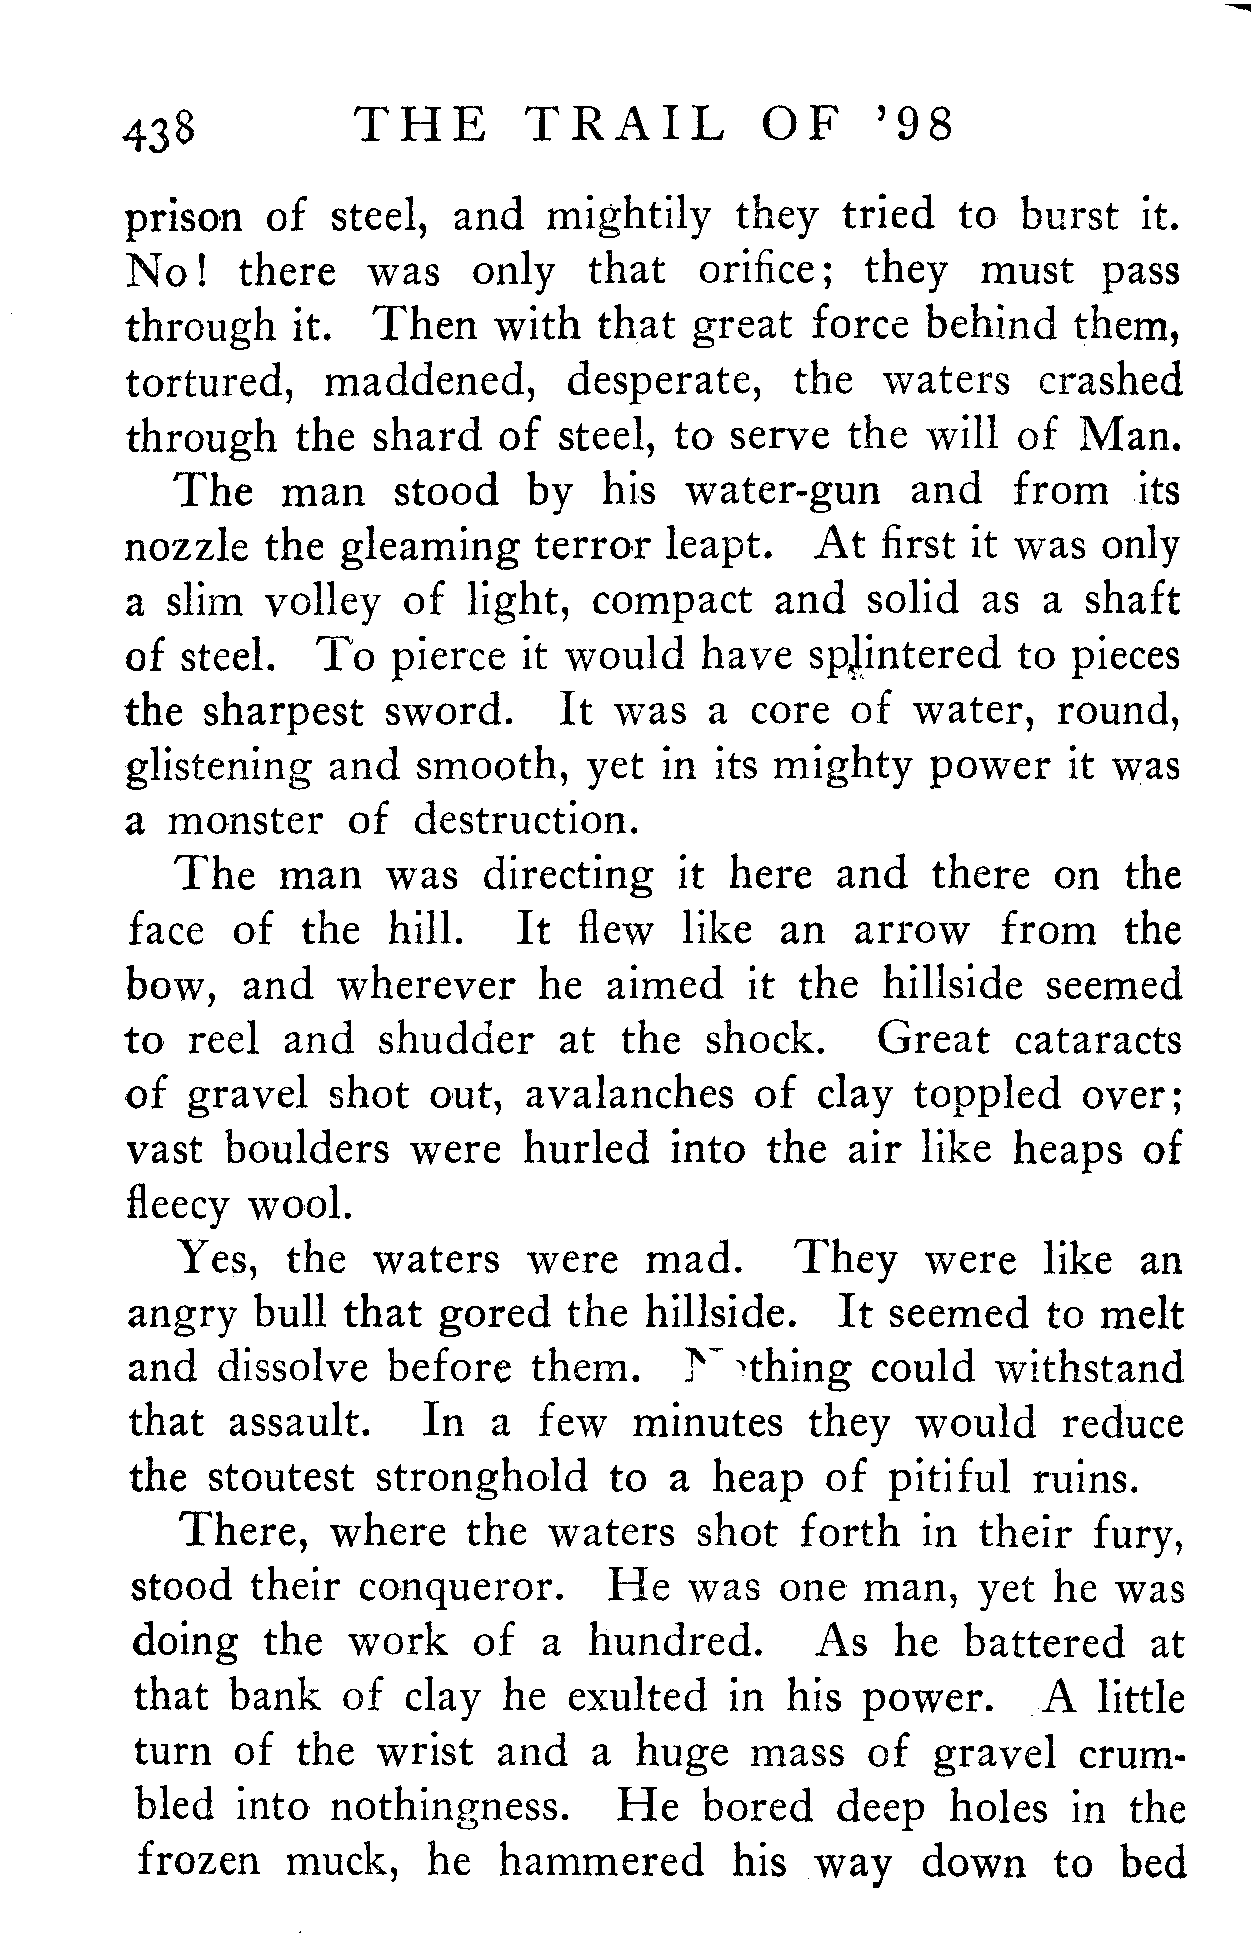 438 THE TRAIL OF '98
prison of steel, and mightily they tried to burst it.
No! there was only that orifice; they must pass
through it. Then with that great force behind them,
tortured, maddened, desperate, the waters crashed
through the shard of steel, to serve the will of Man.
The man stood by his water-gun and from its
nozzle the gleaming terror leapt. At first it was only
a slim volley of light, compact and solid as a shaft
of steel. To pierce it would have splintered to pieces
the sharpest sword. It was a core of water, round,
glistening and smooth, yet in its mighty power it was
a monster of destruction.
The man was directing it here and there on the
face of the hill. It flew like an arrow from the
bow, and wherever he aimed it the hillside seemed
to reel and shudder at the shock. Great cataracts
of gravel shot out, avalanches of clay toppled over;
vast boulders were hurled into the air like heaps of
fleecy wool.
Yes, the waters were mad. They were like an
angry bull that gored the hillside. It seemed to melt
and dissolve before them. Nothing could withstand
that assault. In a few minutes they would reduce
the stoutest stronghold to a heap of pitiful ruins.
There, where the waters shot forth in their fury,
stood their conqueror. He was one man, yet he was
doing the work of a hundred. As he battered at
that bank of clay he exulted in his power. A little
turn of the wrist and a huge mass of gravel crum-
bled into nothingness. He bored deep holes in the
frozen muck, he hammered his way down to bed